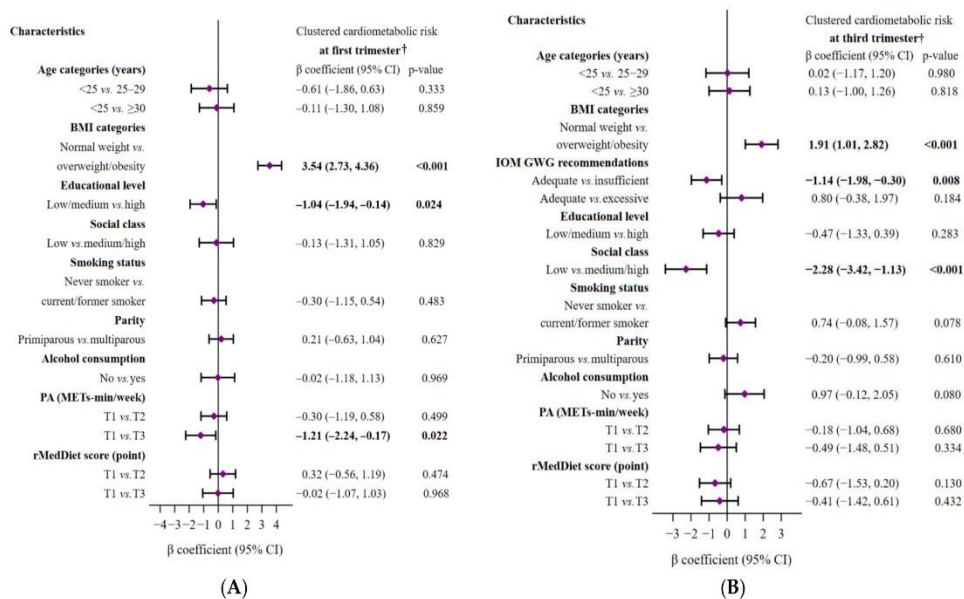 Characteristics
Clustered cardiometabolic risk
at first trimester†
Age categories (years) β coefficient (95% CI) p-value
<25 vs. 25–29 −0.61 (−1.86, 0.63) 0.333
<25 vs. ≥30 −0.11 (−1.30, 1.08) 0.859
BMI categories
Normal weight vs.
overweight/obesity 3.54 (2.73, 4.36) <0.001
Educational level
Low/medium vs. high −1.04 (−1.94, −0.14) 0.024
Social class
Low vs. medium/high −0.13 (−1.31, 1.05) 0.829
Smoking status
Never smoker vs.
current/former smoker −0.30 (−1.15, 0.54) 0.483
Parity
Primiparous vs. multiparous 0.21 (−0.63, 1.04) 0.627
Alcohol consumption
No vs. yes −0.02 (−1.18, 1.13) 0.969
PA (METs-min/week)
T1 vs. T2 −0.30 (−1.19, 0.58) 0.499
T1 vs. T3 −1.21 (−2.24, −0.17) 0.022
rMedDiet score (point)
T1 vs. T2 0.32 (−0.56, 1.19) 0.474
T1 vs. T3 −0.02 (−1.07, 1.03) 0.968
−4 −3 −2 −1 0 1 2 3 4
β coefficient (95% CI)
(A)
Characteristics
Clustered cardiometabolic risk
at third trimester†
Age categories (years) β coefficient (95% CI) p-value
<25 vs. 25–29 0.02 (−1.17, 1.20) 0.980
<25 vs. ≥30 0.13 (−1.00, 1.26) 0.818
BMI categories
Normal weight vs.
overweight/obesity 1.91 (1.01, 2.82) <0.001
IOM GWG recommendations
Adequate vs. insufficient −1.14 (−1.98, −0.30) 0.008
Adequate vs. excessive 0.80 (−0.38, 1.97) 0.184
Educational level
Low/medium vs. high −0.47 (−1.33, 0.39) 0.283
Social class
Low vs. medium/high −2.28 (−3.42, −1.13) <0.001
Smoking status
Never smoker vs.
current/former smoker 0.74 (−0.08, 1.57) 0.078
Parity
Primiparous vs. multiparous −0.20 (−0.99, 0.58) 0.610
Alcohol consumption
No vs. yes 0.97 (−0.12, 2.05) 0.080
PA (METs-min/week)
T1 vs. T2 −0.18 (−1.04, 0.68) 0.680
T1 vs. T3 −0.49 (−1.48, 0.51) 0.334
rMedDiet score (point)
T1 vs. T2 −0.67 (−1.53, 0.20) 0.130
T1 vs. T3 −0.41 (−1.42, 0.61) 0.432
−3 −2 −1 0 1 2 3
β coefficient (95% CI)
(B)